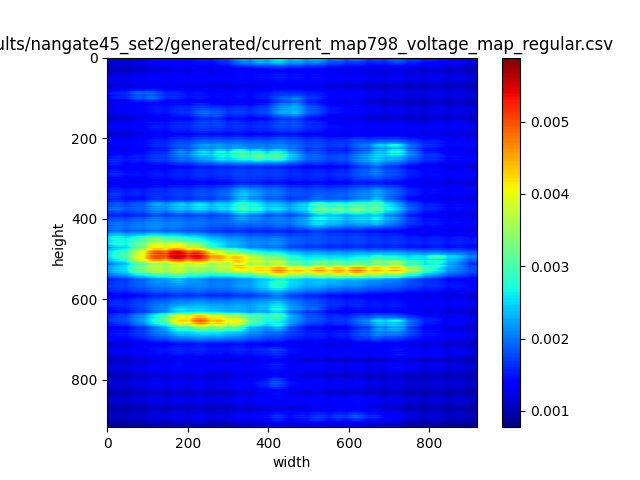 ults/nangate45_set2/generated/current_map798_voltage_map_regular.csv
0
200
400
600
800
height
0 200 400 600 800
width
0.005
0.004
0.003
0.002
0.001